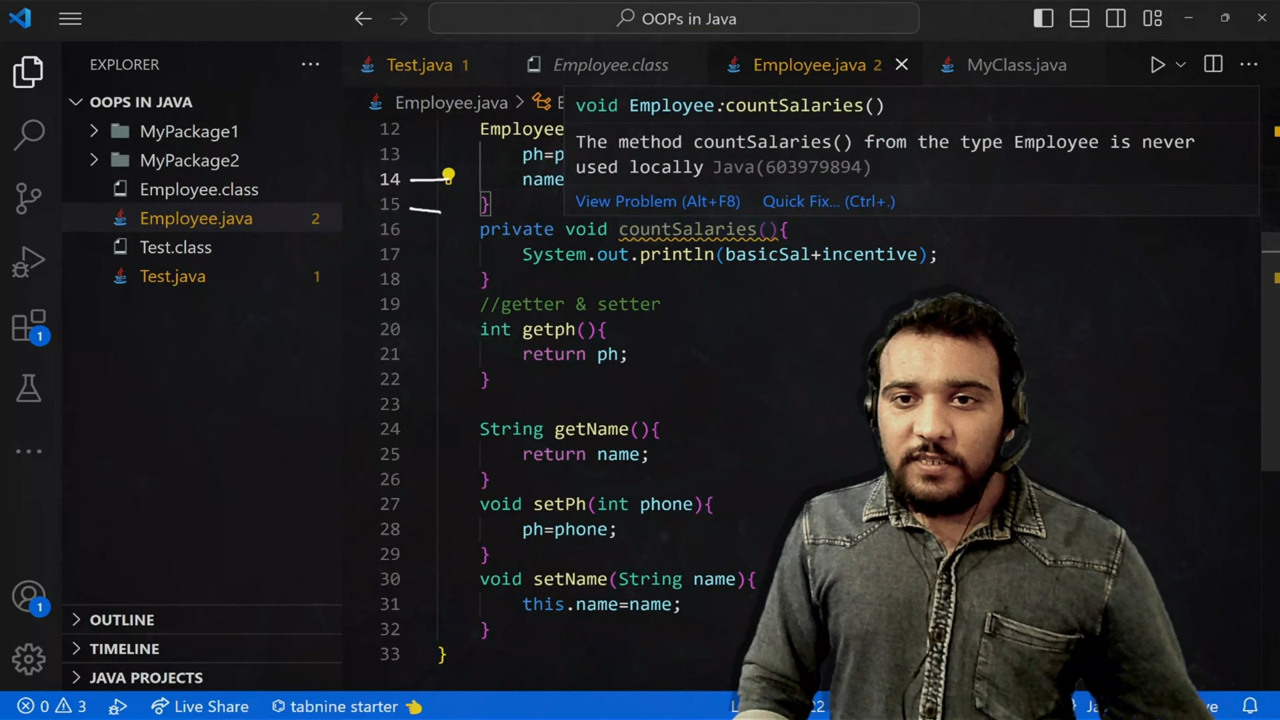 OOPs in Java
EXPLORER
Test.java 1
Employee.class
Employee.java 2
MyClass.java
OOPS IN JAVA
MyPackage1
MyPackage2
Employee.class
Employee.java 2
Test.class
Test.java 1
OUTLINE
TIMELINE
JAVA PROJECTS
Employee.java
void Employee.countSalaries()
The method countSalaries() from the type Employee is never
used locally Java(603979894)
View Problem (Alt+F8) Quick Fix... (Ctrl+.)
12 Employee
13 ph=p
14 name
15 }
16 private void countSalaries(){
17 System.out.println(basicSal+incentive);
18 }
19 //getter & setter
20 int getph(){
21 return ph;
22 }
23
24 String getName(){
25 return name;
26 }
27 void setPh(int phone){
28 ph=phone;
29 }
30 void setName(String name){
31 this.name=name;
32 }
33 }
1
1
0 3 Live Share tabnine starter